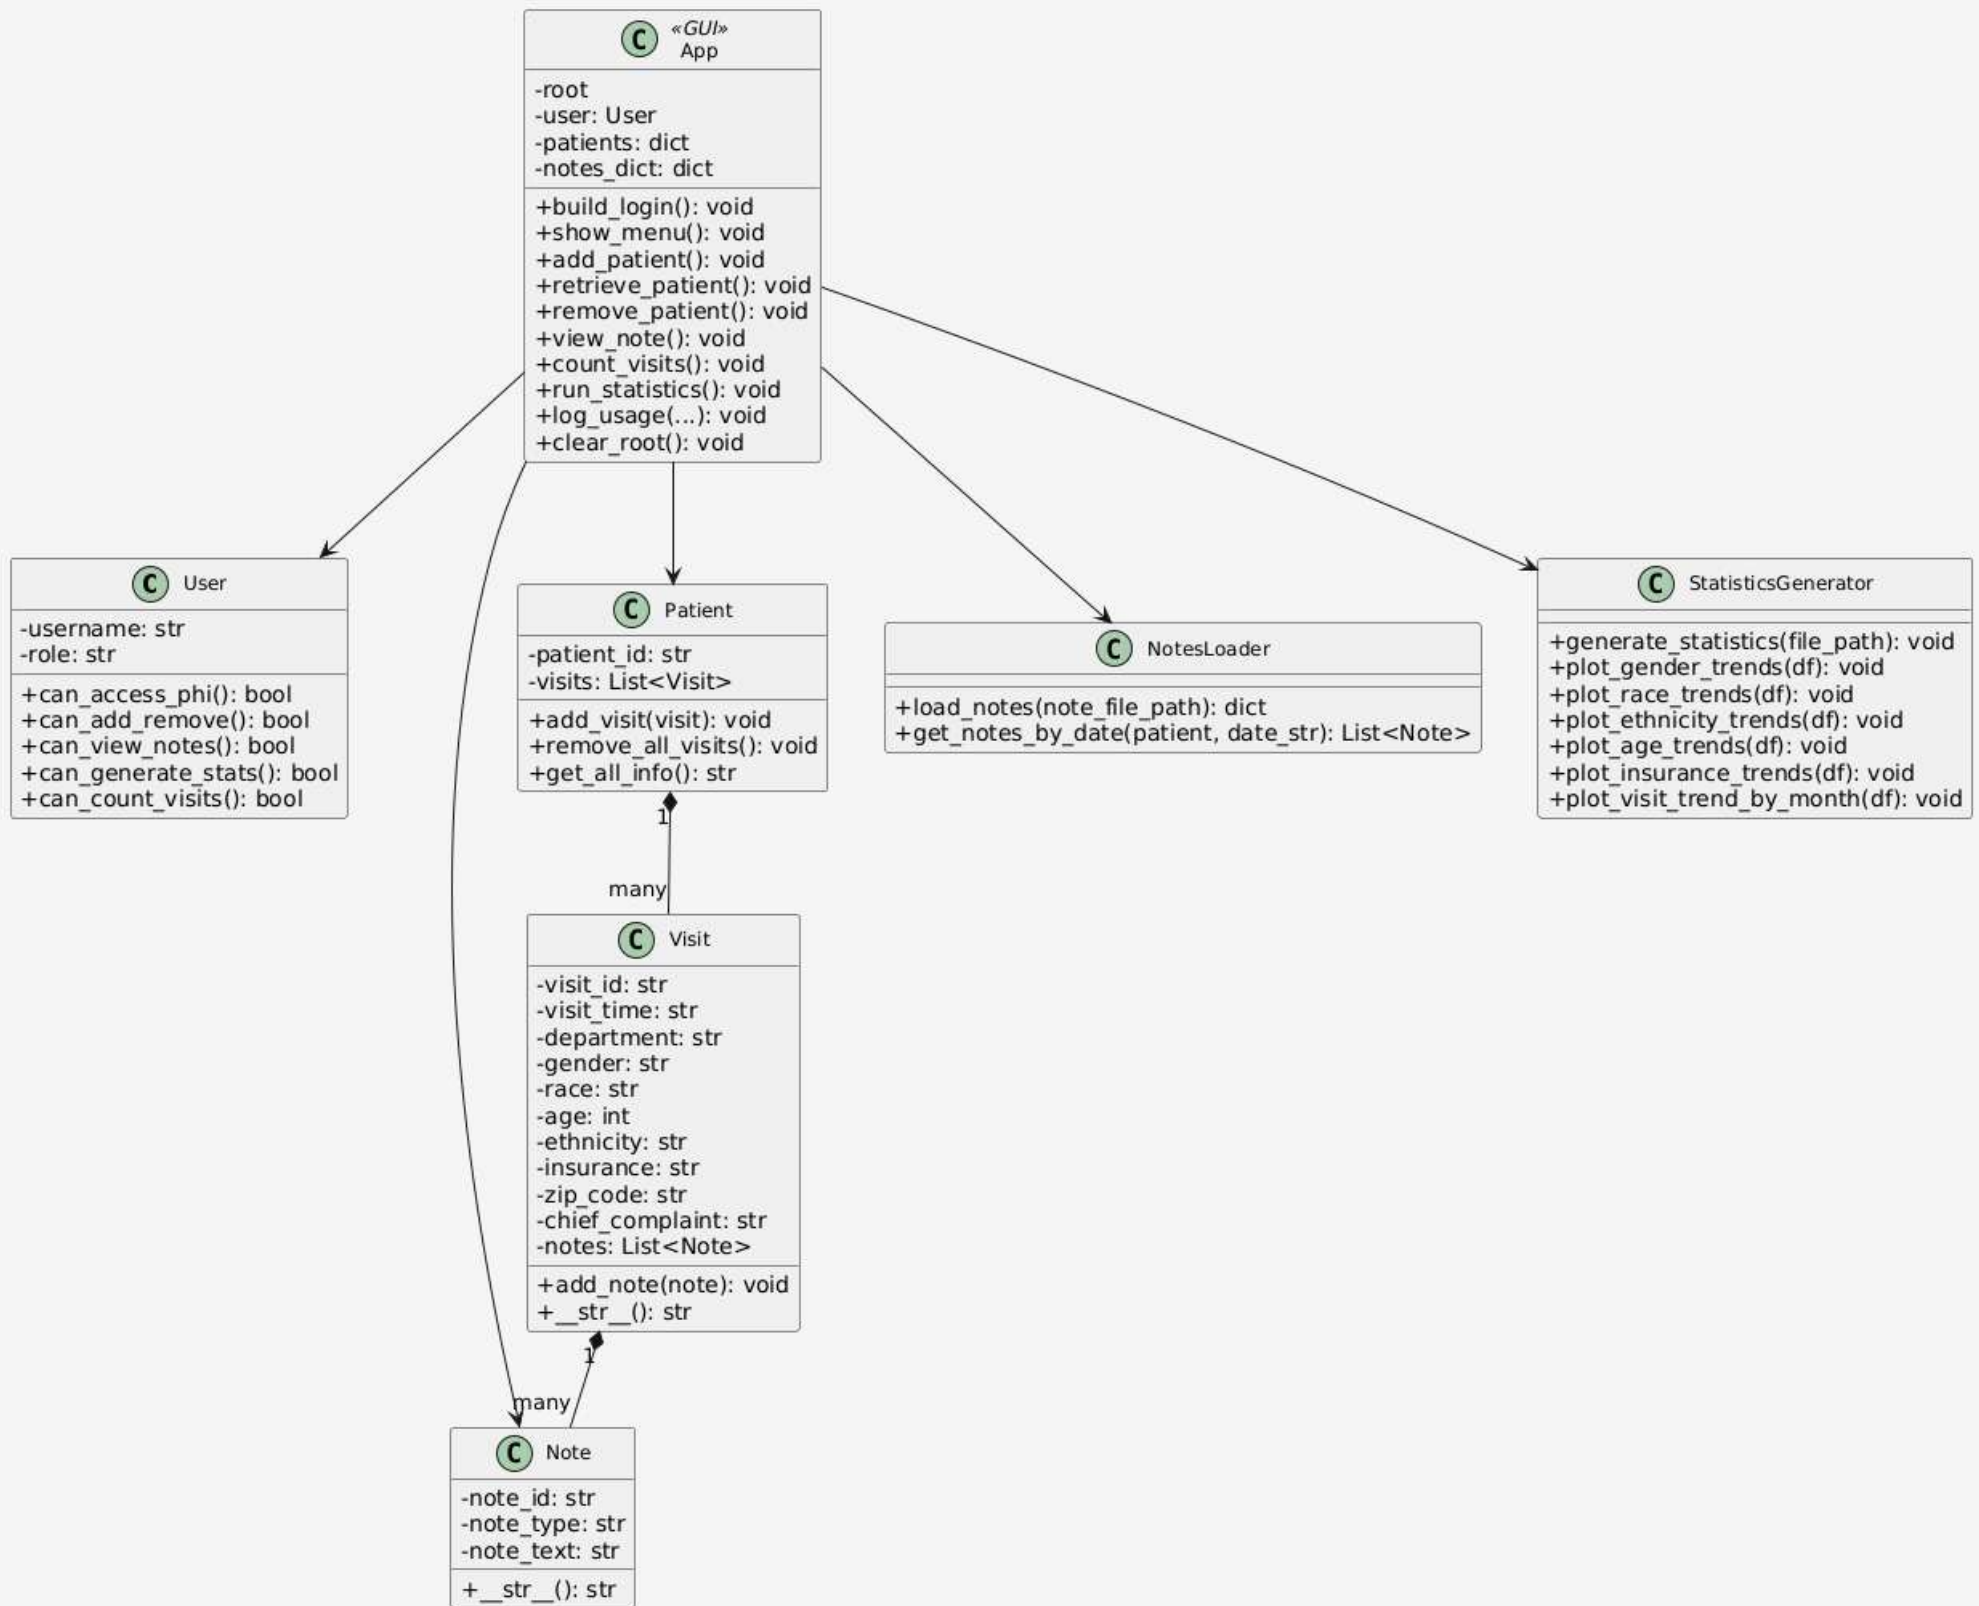 C
«GUI»
App
-root
-user: User
-patients: dict
-notes_dict: dict
+build_login(): void
+show_menu(): void
+add_patient(): void
+retrieve_patient(): void
+remove_patient(): void
+view_note(): void
+count_visits(): void
+run_statistics(): void
+log_usage(...): void
+clear_root(): void
C User
-username: str
-role: str
+can_access_phi(): bool
+can_add_remove(): bool
+can_view_notes(): bool
+can_generate_stats(): bool
+can_count_visits(): bool
C Patient
-patient_id: str
-visits: List<Visit>
+add_visit(visit): void
+remove_all_visits(): void
+get_all_info(): str
C NotesLoader
+load_notes(note_file_path): dict
+get_notes_by_date(patient, date_str): List<Note>
C StatisticsGenerator
+generate_statistics(file_path): void
+plot_gender_trends(df): void
+plot_race_trends(df): void
+plot_ethnicity_trends(df): void
+plot_age_trends(df): void
+plot_insurance_trends(df): void
+plot_visit_trend_by_month(df): void
1
many
C Visit
-visit_id: str
-visit_time: str
-department: str
-gender: str
-race: str
-age: int
-ethnicity: str
-insurance: str
-zip_code: str
-chief_complaint: str
-notes: List<Note>
+add_note(note): void
+__str__(): str
1
many
C Note
-note_id: str
-note_type: str
-note_text: str
+__str__(): str